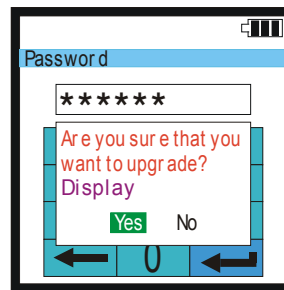 Password
******
Are you sure that you
want to upgrade?
Display
Yes No
0